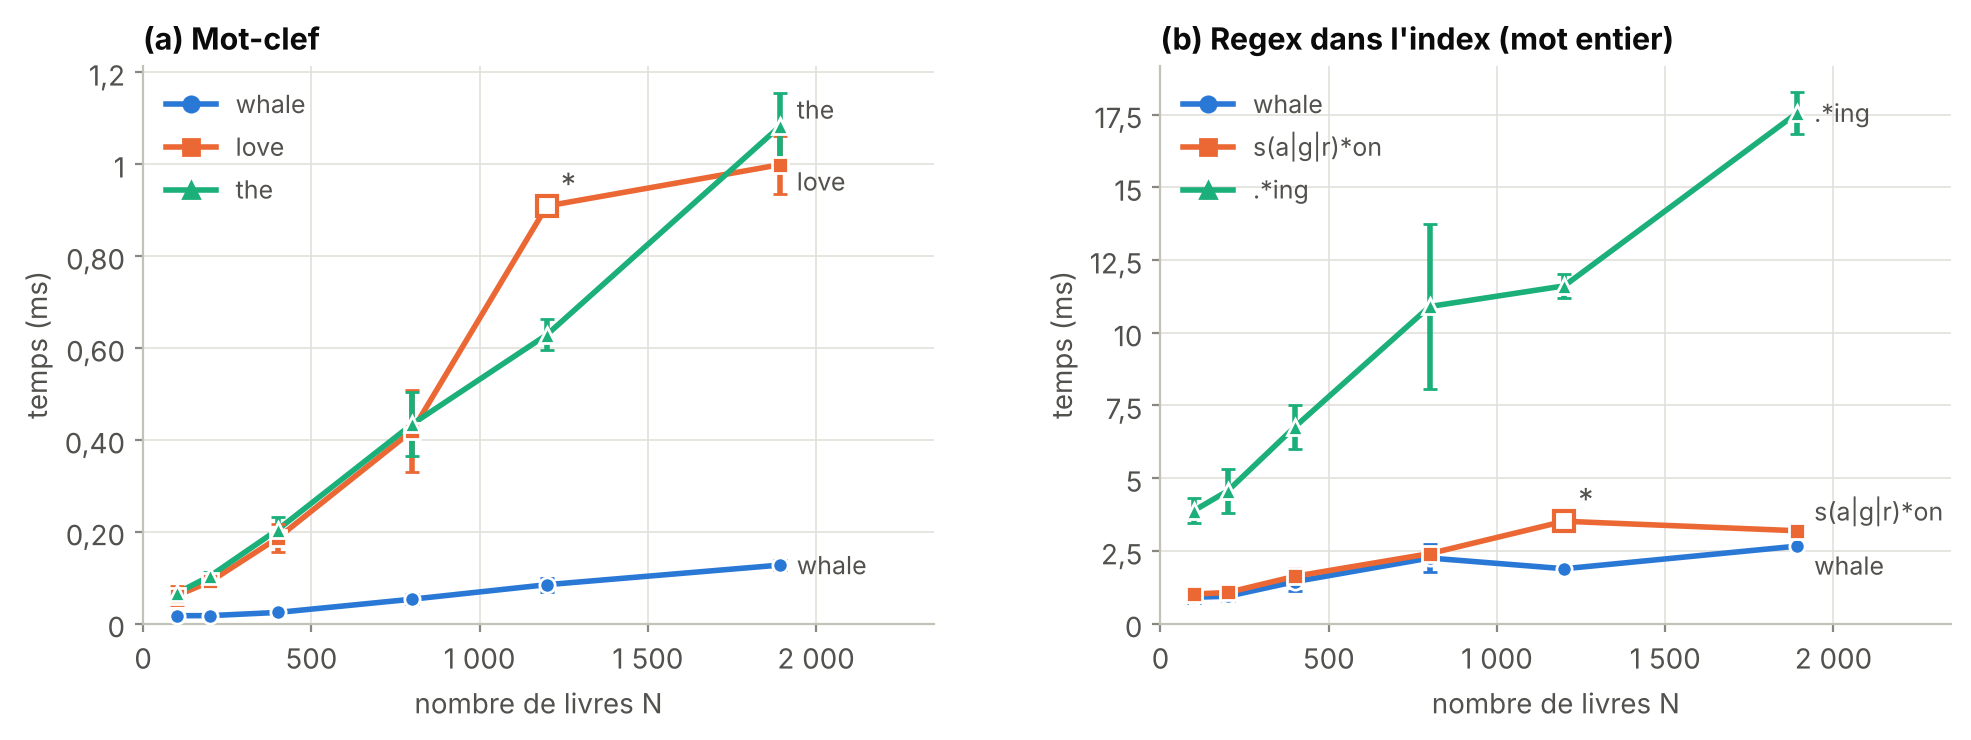 (a) Mot-clef
1,2
1
0,80
0,60
0,40
0,20
0
temps (ms)
whale
love
the
*
the
love
whale
0
500
1 000
1 500
2 000
nombre de livres N
(b) Regex dans l'index (mot entier)
17,5
15
12,5
10
7,5
5
2,5
0
temps (ms)
whale
s(a|g|r)*on
.*ing
.*ing
*
s(a|g|r)*on
whale
0
500
1 000
1 500
2 000
nombre de livres N